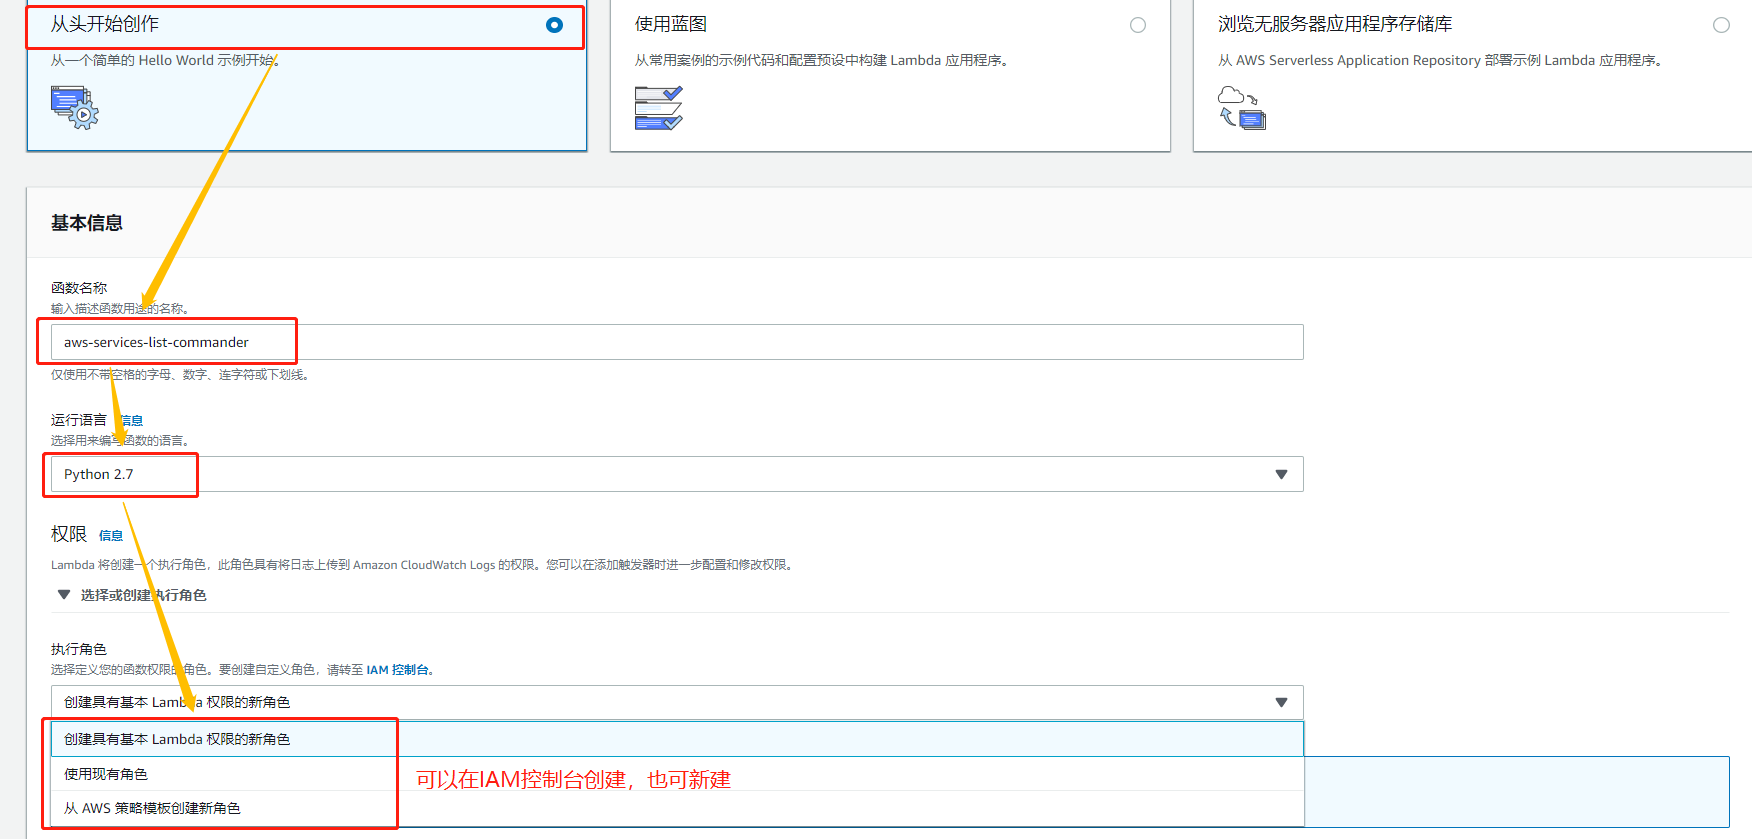 从头开始创作
从一个简单的 Hello World 示例开始。
使用蓝图
从常用案例的示例代码和配置预设中构建 Lambda 应用程序。
浏览无服务器应用程序存储库
从 AWS Serverless Application Repository 部署示例 Lambda 应用程序。
基本信息
函数名称
输入描述函数用途的名称。
aws-services-list-commander
仅使用不带空格的字母、数字、连字符或下划线。
运行语言 信息
选择用来编写函数的语言。
Python 2.7
权限 信息
Lambda 将创建一个执行角色，此角色具有将日志上传到 Amazon CloudWatch Logs 的权限。您可以在添加触发器时进一步配置和修改权限。
选择或创建执行角色
执行角色
选择定义您的函数权限的角色。要创建自定义角色，请转至 IAM 控制台。
创建具有基本 Lambda 权限的新角色
创建具有基本 Lambda 权限的新角色
使用现有角色
可以在IAM控制台创建，也可新建
从 AWS 策略模板创建新角色